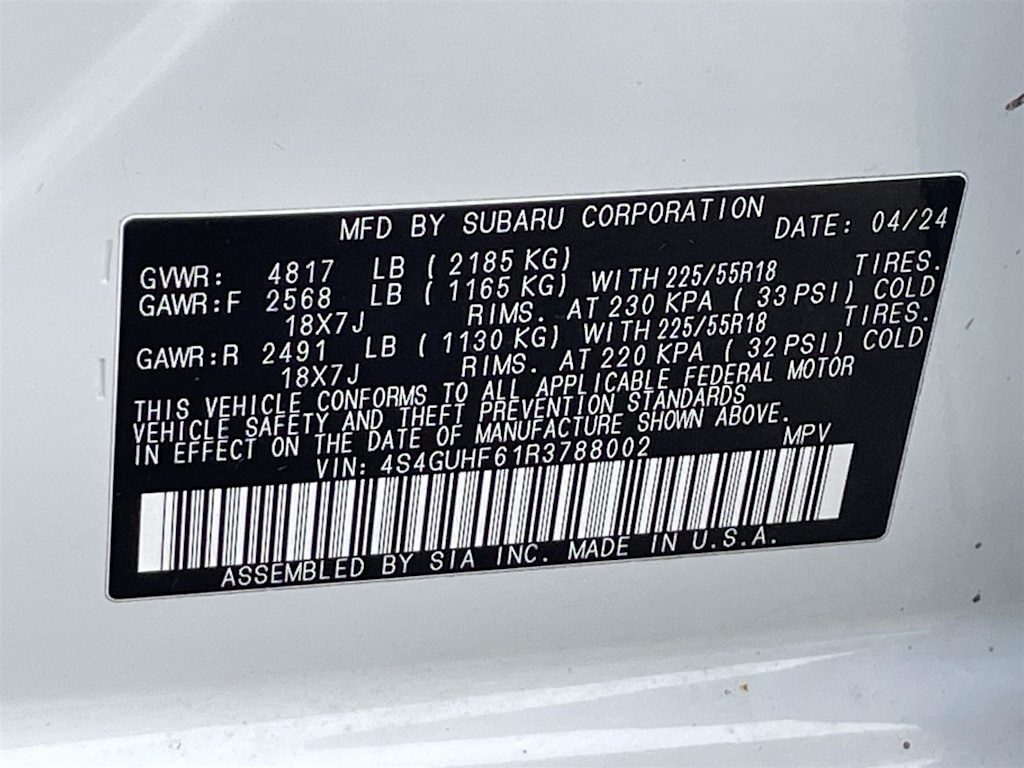 MFD BY SUBARU CORPORATION DATE: 04/24
GVWR: 4817 LB ( 2185 KG)
GAWR:F 2568 LB ( 1165 KG) WITH 225/55R18 TIRES.
18X7J RIMS. AT 230 KPA ( 33 PSI) COLD
GAWR:R 2491 LB ( 1130 KG) WITH 225/55R18 TIRES.
18X7J RIMS. AT 220 KPA ( 32 PSI) COLD
THIS VEHICLE CONFORMS TO ALL APPLICABLE FEDERAL MOTOR
VEHICLE SAFETY AND THEFT PREVENTION STANDARDS
IN EFFECT ON THE DATE OF MANUFACTURE SHOWN ABOVE.
VIN: 4S4GUHF61R3788002 MPV
ASSEMBLED BY SIA INC. MADE IN U.S.A.